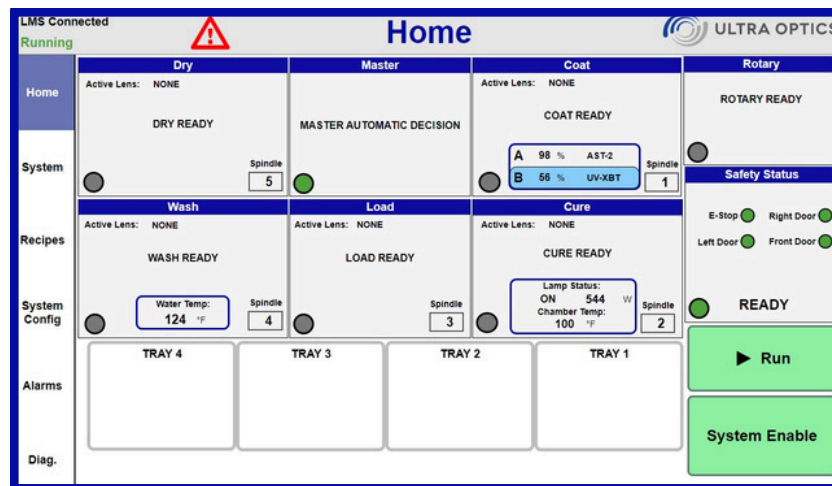 LMS Connected
Running
Home
ULTRA OPTICS
Home
System
Recipes
System
Config
Alarms
Diag.
Dry
Active Lens: NONE
DRY READY
Spindle
5
Master
MASTER AUTOMATIC DECISION
Coat
Active Lens: NONE
COAT READY
A 98 % AST-2
B 56 % UV-XBT
Spindle
1
Rotary
ROTARY READY
Wash
Active Lens: NONE
WASH READY
Water Temp:
124 °F
Spindle
4
Load
Active Lens: NONE
LOAD READY
Spindle
3
Cure
Active Lens: NONE
CURE READY
Lamp Status:
ON 544 W
Chamber Temp:
100 °F
Spindle
2
Safety Status
E-Stop Right Door
Left Door Front Door
READY
TRAY 4
TRAY 3
TRAY 2
TRAY 1
Run
System Enable